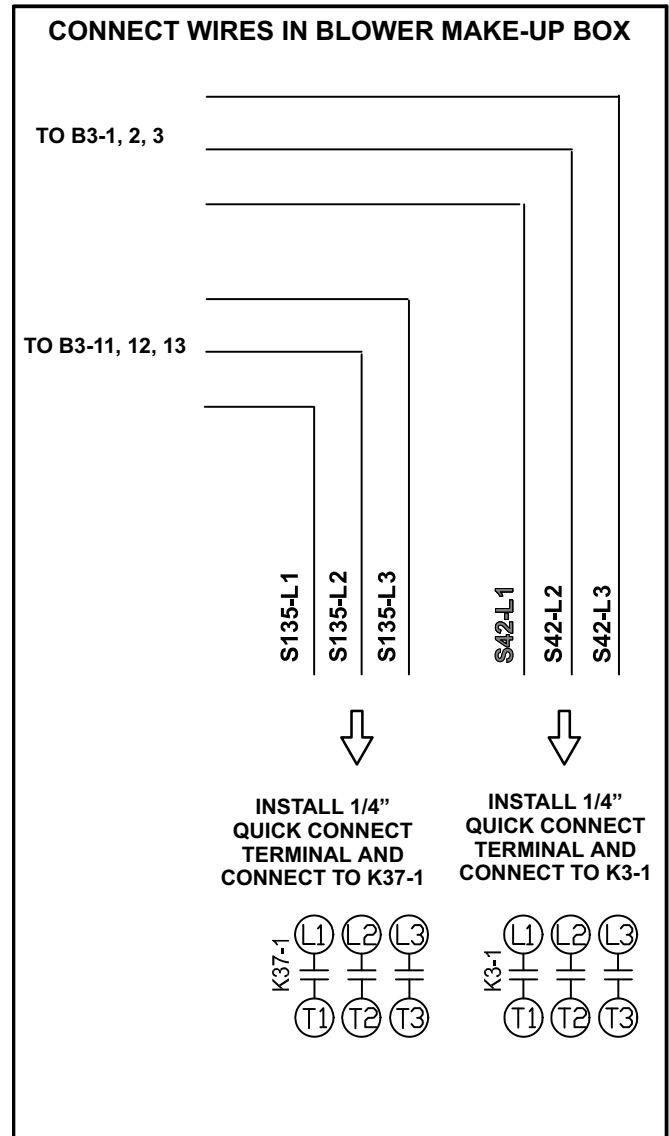 CONNECT WIRES IN BLOWER MAKE-UP BOX
TO B3-1, 2, 3
TO B3-11, 12, 13
S135-L1
S135-L2
S135-L3
S42-L1
S42-L2
S42-L3
INSTALL 1/4”
QUICK CONNECT
TERMINAL AND
CONNECT TO K37-1
INSTALL 1/4”
QUICK CONNECT
TERMINAL AND
CONNECT TO K3-1
K37-1
L1 L2 L3
T1 T2 T3
K3-1
L1 L2 L3
T1 T2 T3